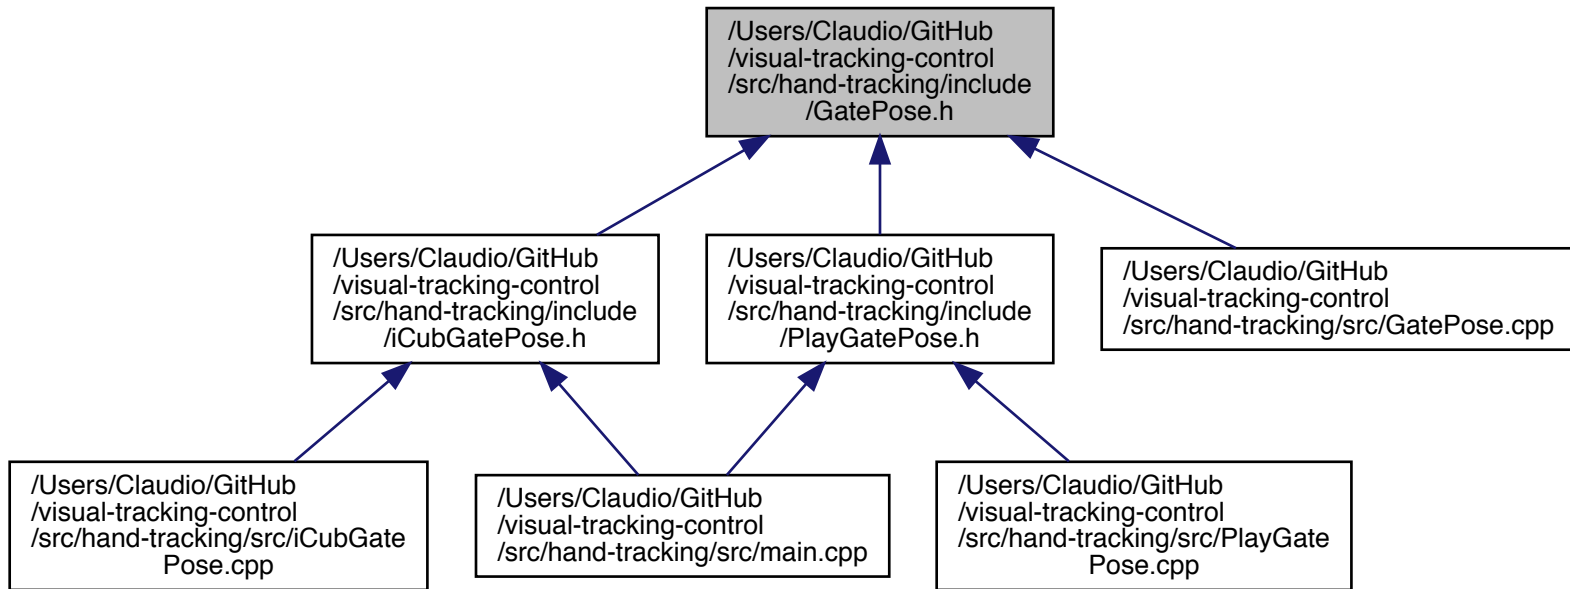 /Users/Claudio/GitHub
/visual-tracking-control
/src/hand-tracking/include
/GatePose.h
/Users/Claudio/GitHub
/visual-tracking-control
/src/hand-tracking/include
/iCubGatePose.h
/Users/Claudio/GitHub
/visual-tracking-control
/src/hand-tracking/include
/PlayGatePose.h
/Users/Claudio/GitHub
/visual-tracking-control
/src/hand-tracking/src/GatePose.cpp
/Users/Claudio/GitHub
/visual-tracking-control
/src/hand-tracking/src/iCubGate
Pose.cpp
/Users/Claudio/GitHub
/visual-tracking-control
/src/hand-tracking/src/main.cpp
/Users/Claudio/GitHub
/visual-tracking-control
/src/hand-tracking/src/PlayGate
Pose.cpp